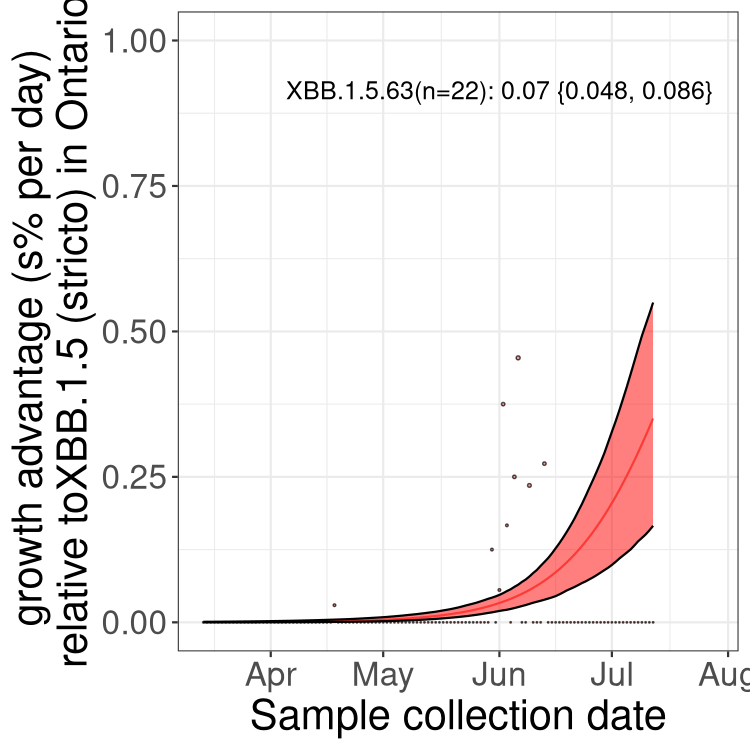 growth advantage (s% per day)
relative toXBB.1.5 (stricto) in Ontario
1.00
0.75
0.50
0.25
0.00
XBB.1.5.63(n=22): 0.07 {0.048, 0.086}
Apr May Jun Jul Aug
Sample collection date